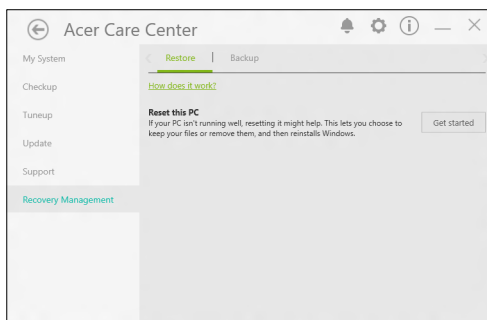 Acer Care Center
My System
Checkup
Tuneup
Update
Support
Recovery Management
Restore | Backup
How does it work?
Reset this PC
If your PC isn't running well, resetting it might help. This lets you choose to
keep your files or remove them, and then reinstalls Windows.
Get started